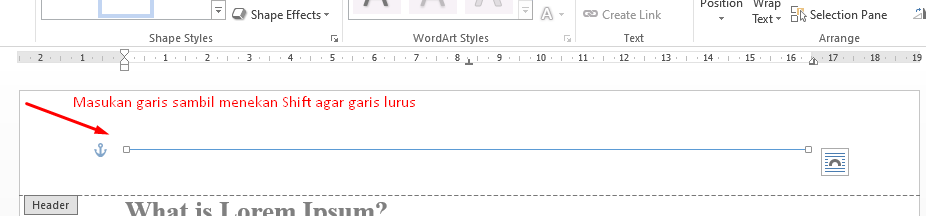 Shape Effects
Create Link
Position
Wrap
Text
Selection Pane
Shape Styles
WordArt Styles
Text
Arrange
2 1 1 2 3 4 5 6 7 8 9 10 11 12 13 14 15 16 17 18 19
Masukan garis sambil menekan Shift agar garis lurus
Header
What is Lorem Ipsum?